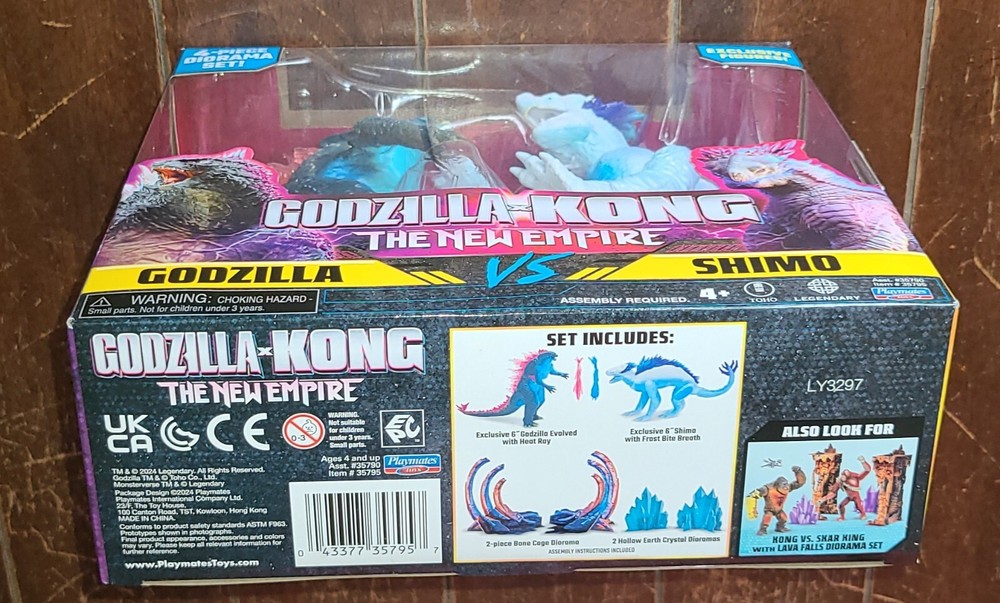 4-PIECE
DIORAMA
SET!
EXCLUSIVE
FIGURES!
GODZILLA x KONG
THE NEW EMPIRE
GODZILLA
VS
SHIMO
WARNING: CHOKING HAZARD -
Small parts. Not for children under 3 years.
ASSEMBLY REQUIRED.
4+
TOHO
LEGENDARY
Asst. #35790
Item # 35795
Playmates
TOYS
GODZILLA x KONG
THE NEW EMPIRE
UK
CA
CE
0-3
WARNING.
Not suitable
for children
under 3 years.
Small parts.
Ages 4 and up
Asst. #35790
Item # 35795
Playmates
TOYS
TM & © 2024 Legendary. All Rights Reserved.
Godzilla TM & © Toho Co., Ltd.
Monsterverse TM & © Legendary
Package Design ©2024 Playmates
Playmates International Company Ltd.
23/F, The Toy House,
100 Canton Road, TST, Kowloon, Hong Kong
MADE IN CHINA.
Conforms to product safety standards ASTM F963.
Prototypes shown in photographs.
Final product, appearance, accessories and colors
may vary. Please keep all relevant information for
further reference.
www.PlaymatesToys.com
0 43377 35795 7
SET INCLUDES:
Exclusive 6" Godzilla Evolved
with Heat Ray
Exclusive 6" Shimo
with Frost Bite Breath
2-piece Bone Cage Diorama
2 Hollow Earth Crystal Dioramas
ASSEMBLY INSTRUCTIONS INCLUDED
LY3297
ALSO LOOK FOR
KONG VS. SKAR KING
WITH LAVA FALLS DIORAMA SET